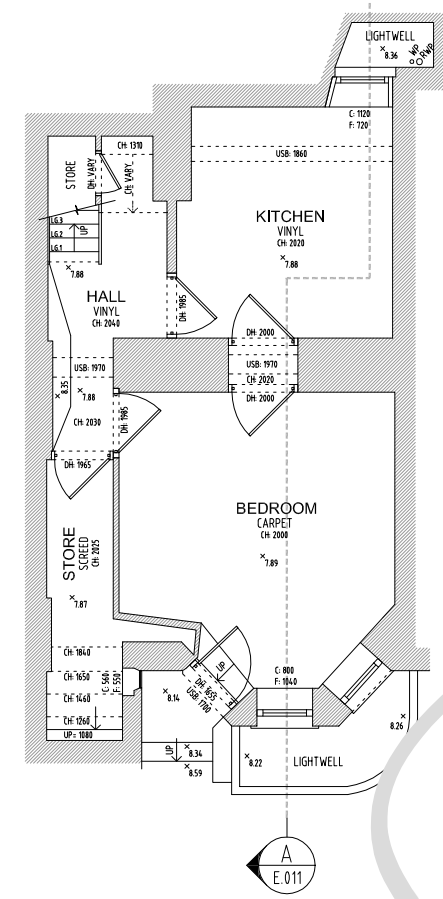 LIGHTWELL
WP
RWP
8.36
C: 1120
F: 720
CH: 1310
STORE
DH: VARY
CH: VARY
USB: 1860
KITCHEN
VINYL
CH: 2020
7.88
LG.3
LG.2
LG.1
UP
7.88
HALL
VINYL
CH: 2040
DH: 1985
DH: 2000
USB: 1970
CH: 2020
DH: 2000
USB: 1970
8.35
7.88
CH: 2030
DH: 1985
DH: 1965
BEDROOM
CARPET
CH: 2000
7.89
STORE
SCREED
CH: 2025
7.87
CH: 1840
CH: 1650
CH: 1460
CH: 1260
UP= 1080
C: 560
F: 550
UP
DH: 1655
USB: 1700
C: 800
F: 1040
8.14
UP
8.34
8.59
8.22
LIGHTWELL
8.26
A
E.011